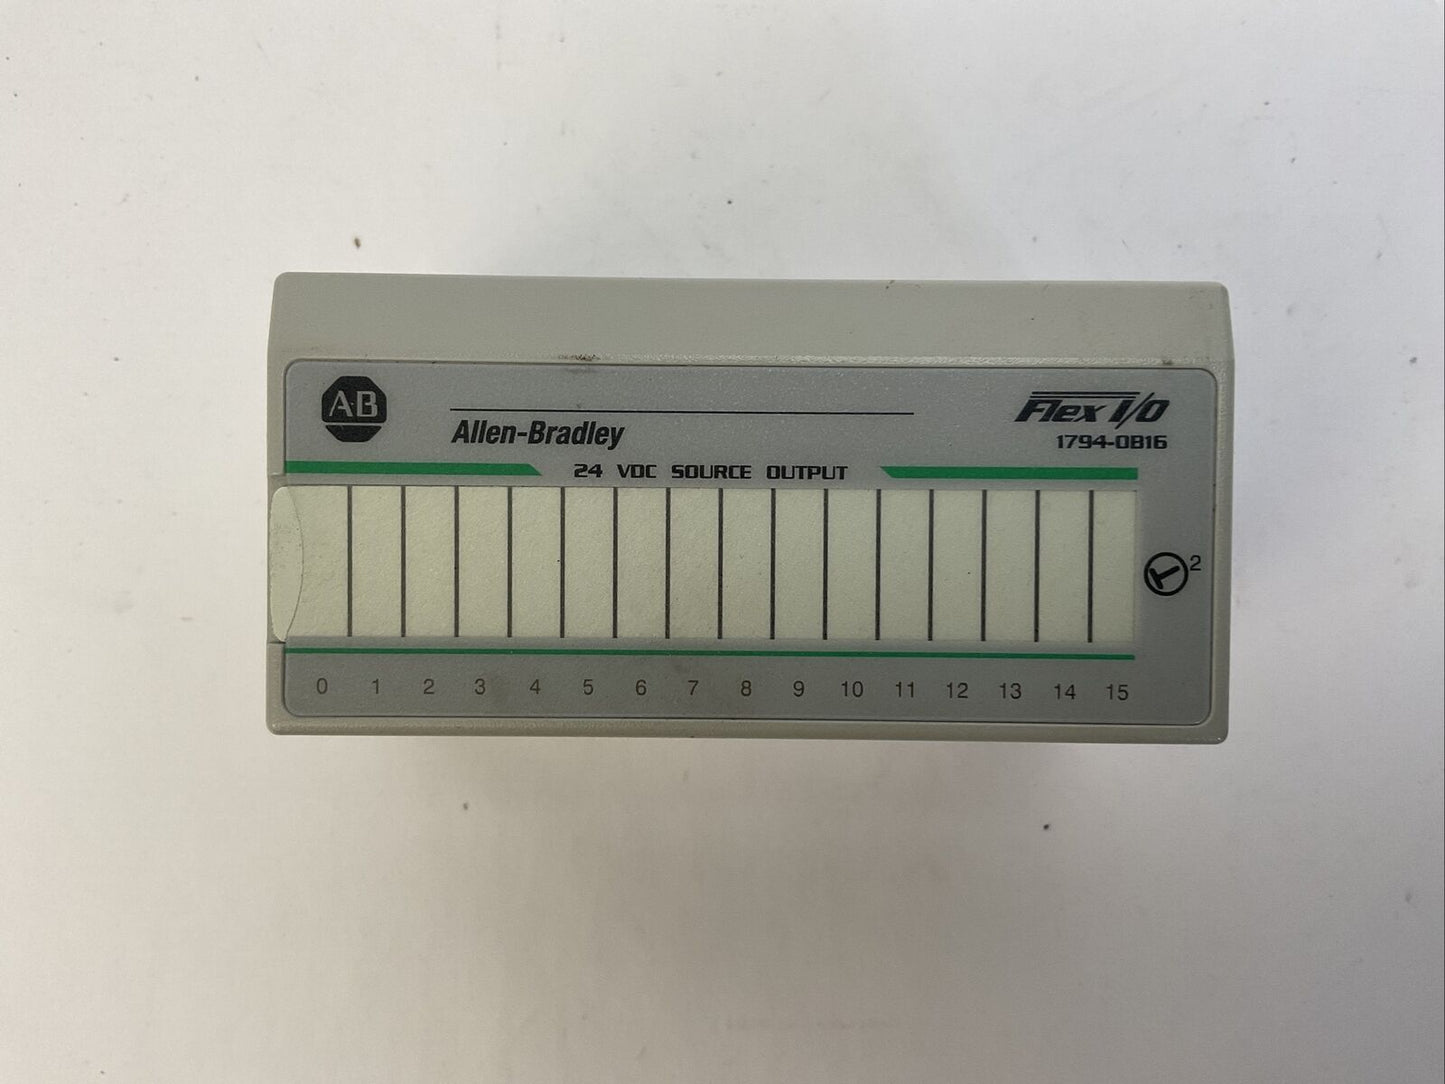 AB
Allen-Bradley
Flex I/O
1794-OB16
24 VDC SOURCE OUTPUT
2
0 1 2 3 4 5 6 7 8 9 10 11 12 13 14 15